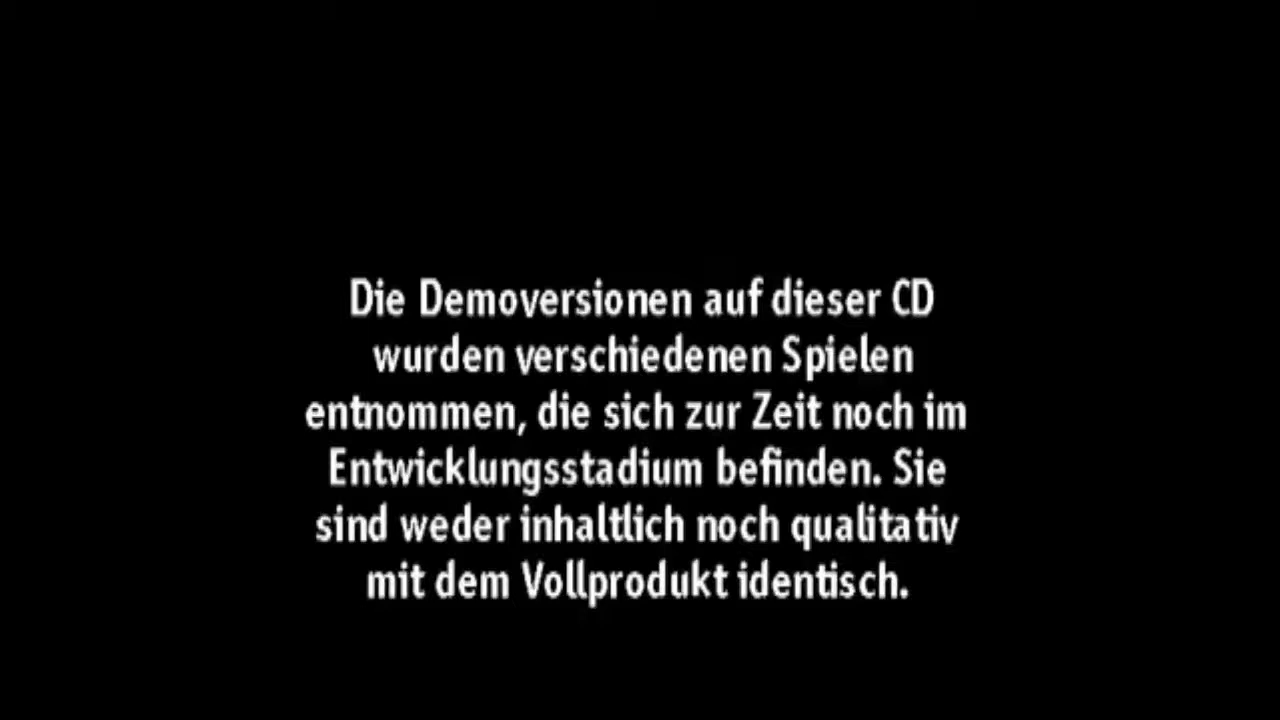 Die Demoversionen auf dieser CD
wurden verschiedenen Spielen
entnommen, die sich zur Zeit noch im
Entwicklungsstadium befinden. Sie
sind weder inhaltlich noch qualitativ
mit dem Vollprodukt identisch.